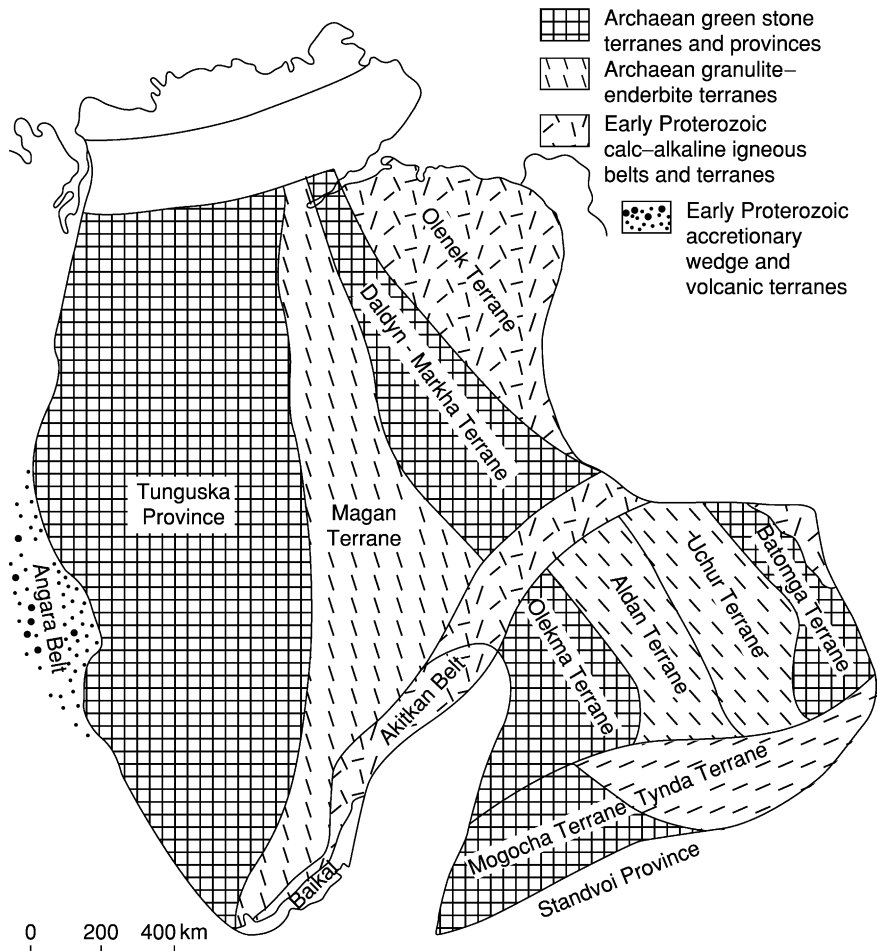 Archaean green stone
terranes and provinces
Archaean granulite–
enderbite terranes
Early Proterozoic
calc–alkaline igneous
belts and terranes
Early Proterozoic
accretionary
wedge and
volcanic terranes
Olenek Terrane
Daldyn - Markha Terrane
Tunguska
Province
Magan
Terrane
Angara Belt
Uchur Terrane
Batomga Terrane
Aldan Terrane
Olekma Terrane
Akitkan Belt
Tynda Terrane
Mogocha Terrane
Standvoi Province
Baikal
0 200 400 km